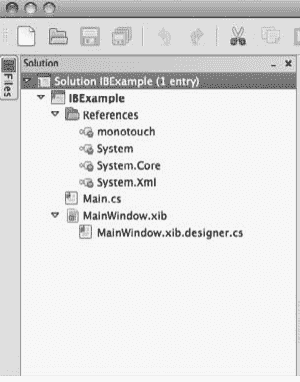 Solution
Files
Solution IBExample (1 entry)
IBExample
References
monotouch
System
System.Core
System.Xml
Main.cs
MainWindow.xib
MainWindow.xib.designer.cs